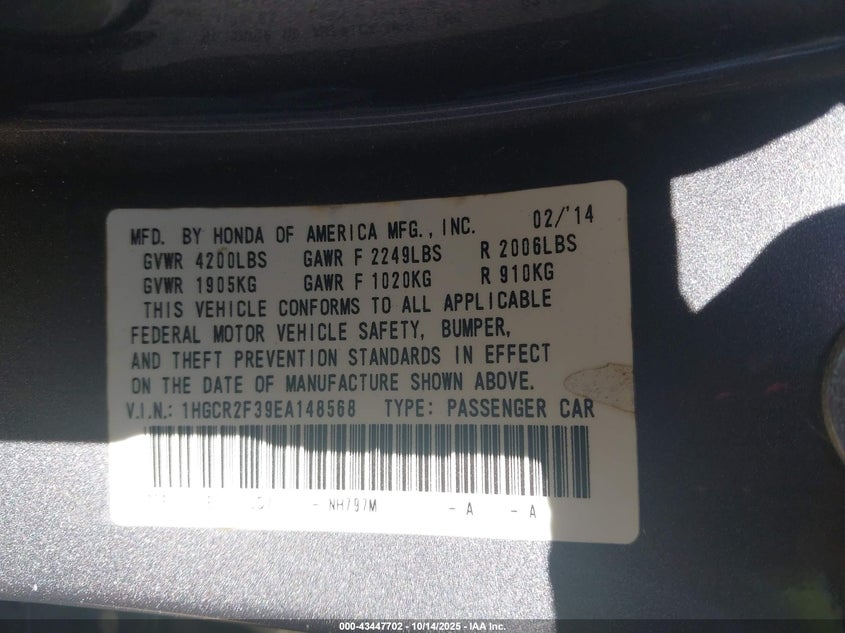 MFD. BY HONDA OF AMERICA MFG., INC. 02/'14
GVWR 4200LBS GAWR F 2249LBS R 2006LBS
GVWR 1905KG GAWR F 1020KG R 910KG
THIS VEHICLE CONFORMS TO ALL APPLICABLE
FEDERAL MOTOR VEHICLE SAFETY, BUMPER,
AND THEFT PREVENTION STANDARDS IN EFFECT
ON THE DATE OF MANUFACTURE SHOWN ABOVE.
V.I.N.: 1HGCR2F39EA148568 TYPE: PASSENGER CAR
- NH797M - A - A
000-43447702 - 10/14/2025 - IAA Inc.